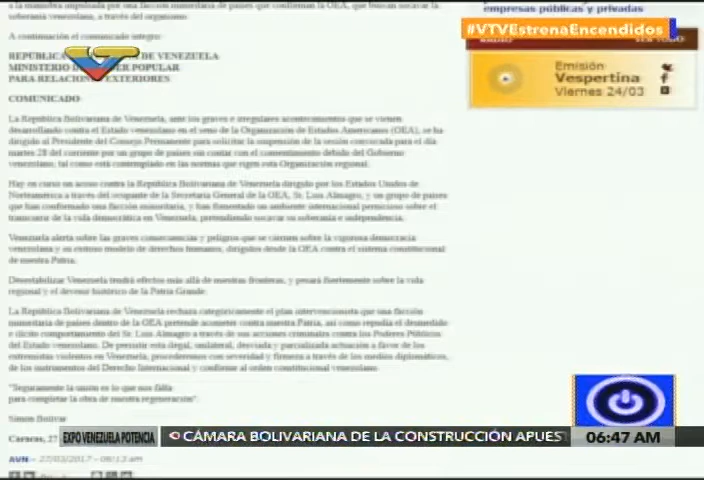 a la maniobra impulsada por una facción minoritaria de países que conforman la OEA, que buscan socavar la
soberanía venezolana, a través del organismo.
A continuación el comunicado íntegro:
REPÚBLICA DE VENEZUELA
MINISTERIO DEL PODER POPULAR
PARA RELACIONES EXTERIORES
COMUNICADO
La República Bolivariana de Venezuela, ante los graves e irregulares acontecimientos que se vienen
desarrollando contra el Estado venezolano en el seno de la Organización de Estados Americanos (OEA), se ha
dirigido al Presidente del Consejo Permanente para solicitar la suspensión de la sesión convocada para el día
martes 28 del corriente por un grupo de países sin contar con el consentimiento debido del Gobierno
venezolano, tal como está contemplado en las normas que rigen esta Organización regional.
Hay en curso un acoso contra la República Bolivariana de Venezuela dirigido por los Estados Unidos de
Norteamérica a través del ocupante de la Secretaría General de la OEA, Sr. Luis Almagro, y un grupo de países
que han conformado una facción minoritaria, y han fomentado un ambiente internacional pernicioso sobre el
transcurrir de la vida democrática en Venezuela, pretendiendo socavar su soberanía e independencia.
Venezuela alerta sobre las graves consecuencias y peligros que se ciernen sobre la vigorosa democracia
venezolana y su exitoso modelo de derechos humanos, dirigidos desde la OEA contra el sistema constitucional
de nuestra Patria.
Desestabilizar Venezuela tendrá efectos más allá de nuestras fronteras, y pesará fuertemente sobre la vida
regional y el devenir histórico de la Patria Grande.
La República Bolivariana de Venezuela rechaza categóricamente el plan intervencionista que una facción
minoritaria de países dentro de la OEA pretende acometer contra nuestra Patria, así como repudia el desmedido
e ilícito comportamiento del Sr. Luis Almagro a través de sus acciones criminales contra los Poderes Públicos
del Estado venezolano. De persistir esta ilegal, unilateral, desviada y parcializada actuación a favor de los
extremistas violentos en Venezuela, procederemos con severidad y firmeza a través de los medios diplomáticos,
de los instrumentos del Derecho Internacional y conforme al orden constitucional venezolano.
"Seguramente la unión es lo que nos falta
para completar la obra de nuestra regeneración".
Simón Bolívar
Caracas, 27
AVN – 27/03/2017 – 06:13 am
empresas públicas y privadas
#VTVEstrenaEncendidos
RADIO VER TODO
Emisión
Vespertina
Viernes 24/03
EXPO VENEZUELA POTENCIA
CÁMARA BOLIVARIANA DE LA CONSTRUCCIÓN APUEST
06:47 AM